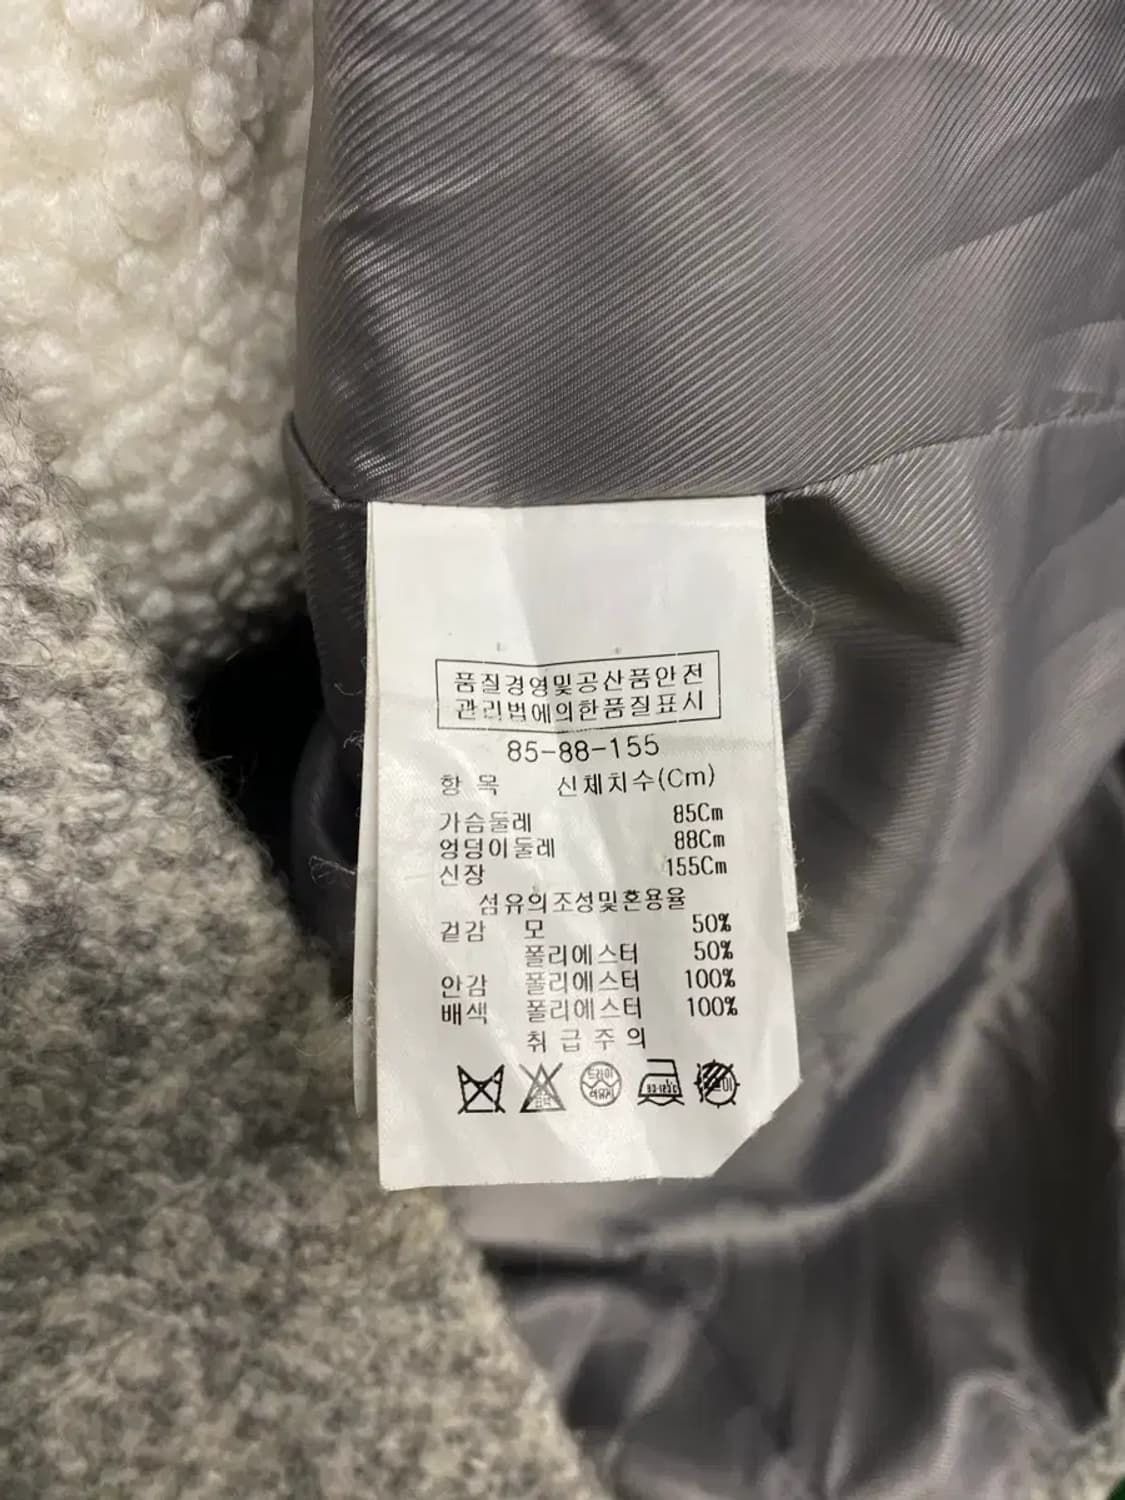 품질경영및공산품안전
관리법에의한품질표시
85-88-155
항 목 신체치수(Cm)
가슴둘레 85Cm
엉덩이둘레 88Cm
신장 155Cm
섬유의조성및혼용율
겉감 모 50%
폴리에스터 50%
안감 폴리에스터 100%
배색 폴리에스터 100%
취 급 주 의
드라이